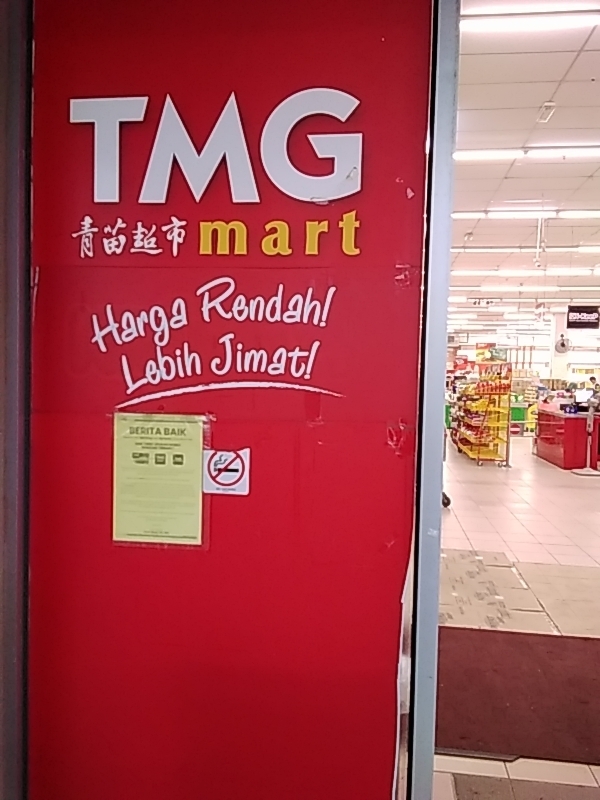 TMG
青苗超市 mart
Harga Rendah!
Lebih Jimat!
BERITA BAIK